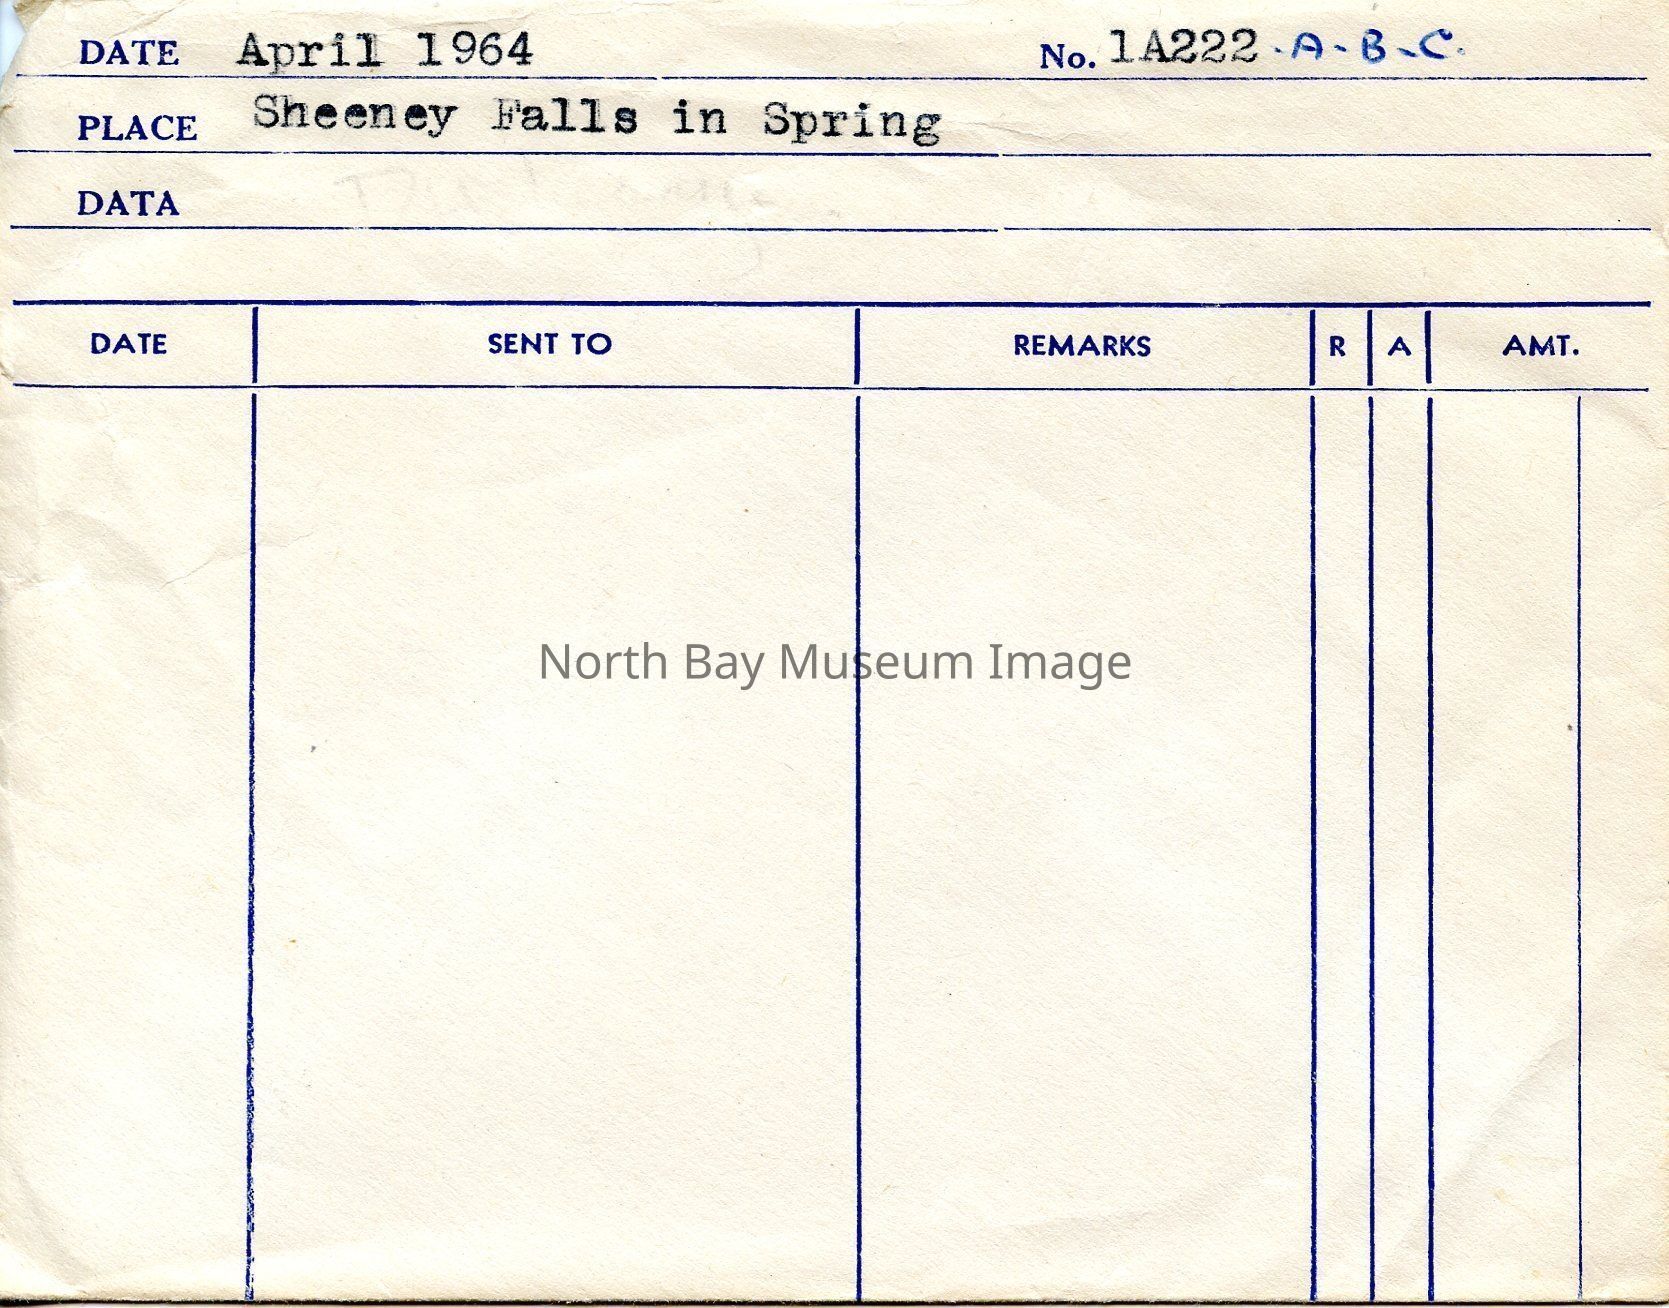 DATE April 1964 No. 1A222-A-B-C.
PLACE Sheeney Falls in Spring
DATA
DATE SENT TO REMARKS R A AMT.
North Bay Museum Image